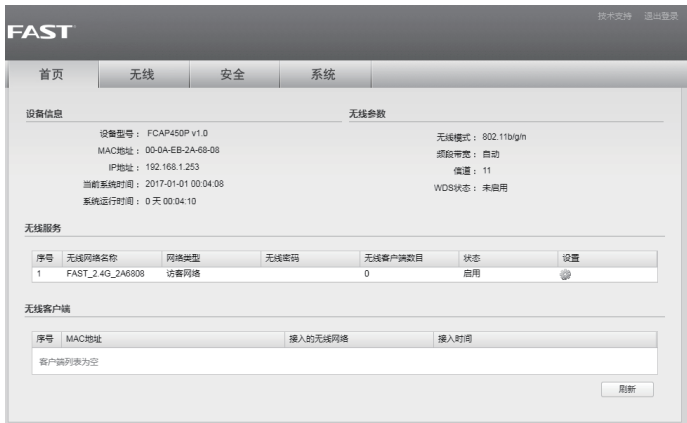 技术支持 退出登录
FAST
首页 无线 安全 系统
设备信息 无线参数
设备型号： FCAP450P v1.0
无线模式： 802.11b/g/n
MAC地址： 00-0A-EB-2A-68-08
频段带宽： 自动
IP地址： 192.168.1.253
信道： 11
当前系统时间： 2017-01-01 00:04:08
WDS状态： 未启用
系统运行时间： 0 天 00:04:10
无线服务
序号 无线网络名称 网络类型 无线密码 无线客户端数目 状态 设置
1 FAST_2.4G_2A6808 访客网络 0 启用
无线客户端
序号 MAC地址 接入的无线网络 接入时间
客户端列表为空
刷新